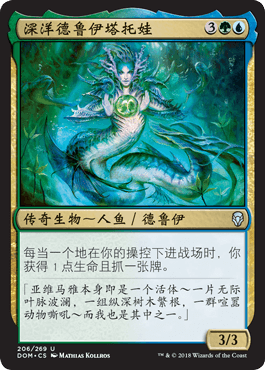 深洋德鲁伊塔托娃 3
传奇生物～人鱼 / 德鲁伊
每当一个地在你的操控下进战场时，你
获得 1 点生命且抓一张牌。
「亚维马雅本身即是一个活体～一片无际
叶脉波澜，一组纵深树木繁根，一群喧嚣
动物嘶吼～而我也是其中之一。」
3/3
206/269 U
DOM • CS MATHIAS KOLLROS
™ & © 2018 Wizards of the Coast